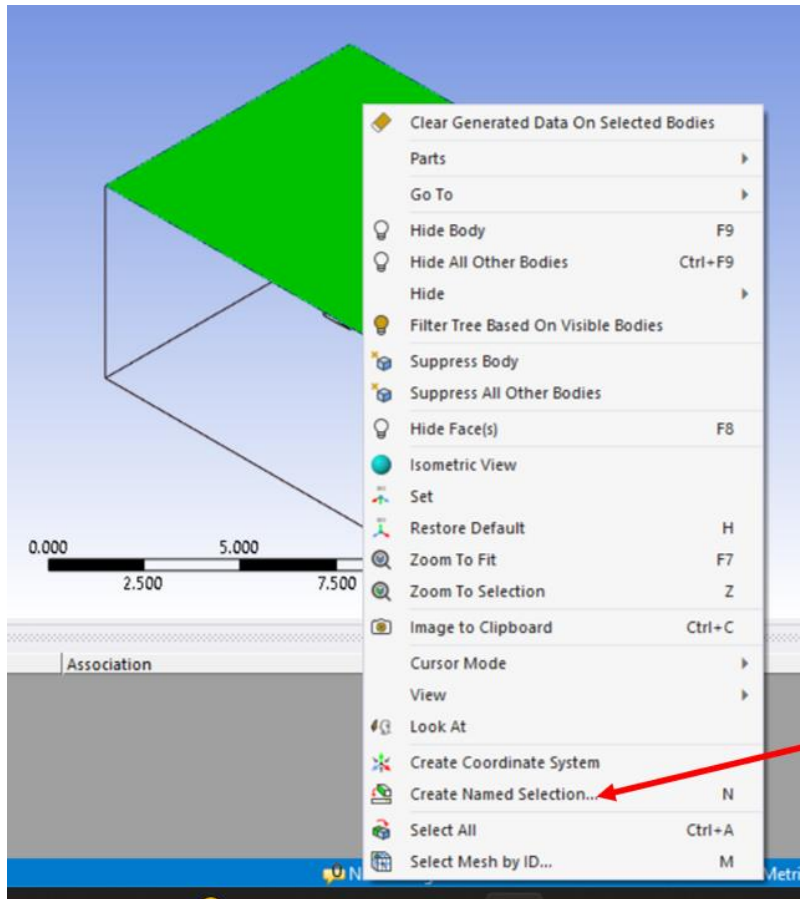 Clear Generated Data On Selected Bodies
Parts
Go To
Hide Body F9
Hide All Other Bodies Ctrl+F9
Hide
Filter Tree Based On Visible Bodies
Suppress Body
Suppress All Other Bodies
Hide Face(s) F8
Isometric View
Set
Restore Default H
Zoom To Fit F7
Zoom To Selection Z
Image to Clipboard Ctrl+C
Cursor Mode
View
Look At
Create Coordinate System
Create Named Selection... N
Select All Ctrl+A
Select Mesh by ID... M
0.000 5.000
2.500 7.500
Association
0 N
Metri